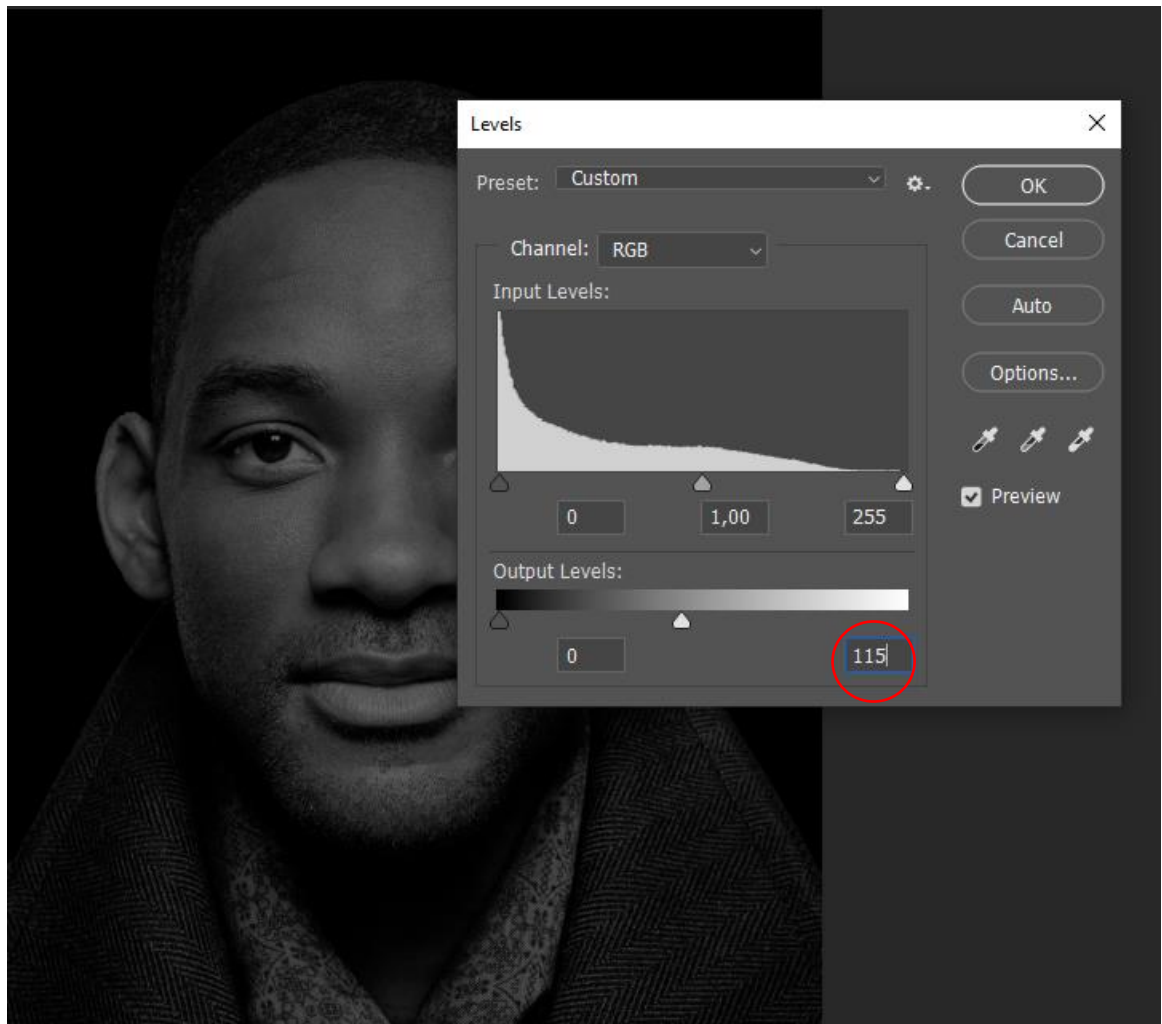 Levels
Preset: Custom
OK
Channel: RGB
Cancel
Input Levels:
Auto
Options...
Preview
0 1,00 255
Output Levels:
0 115